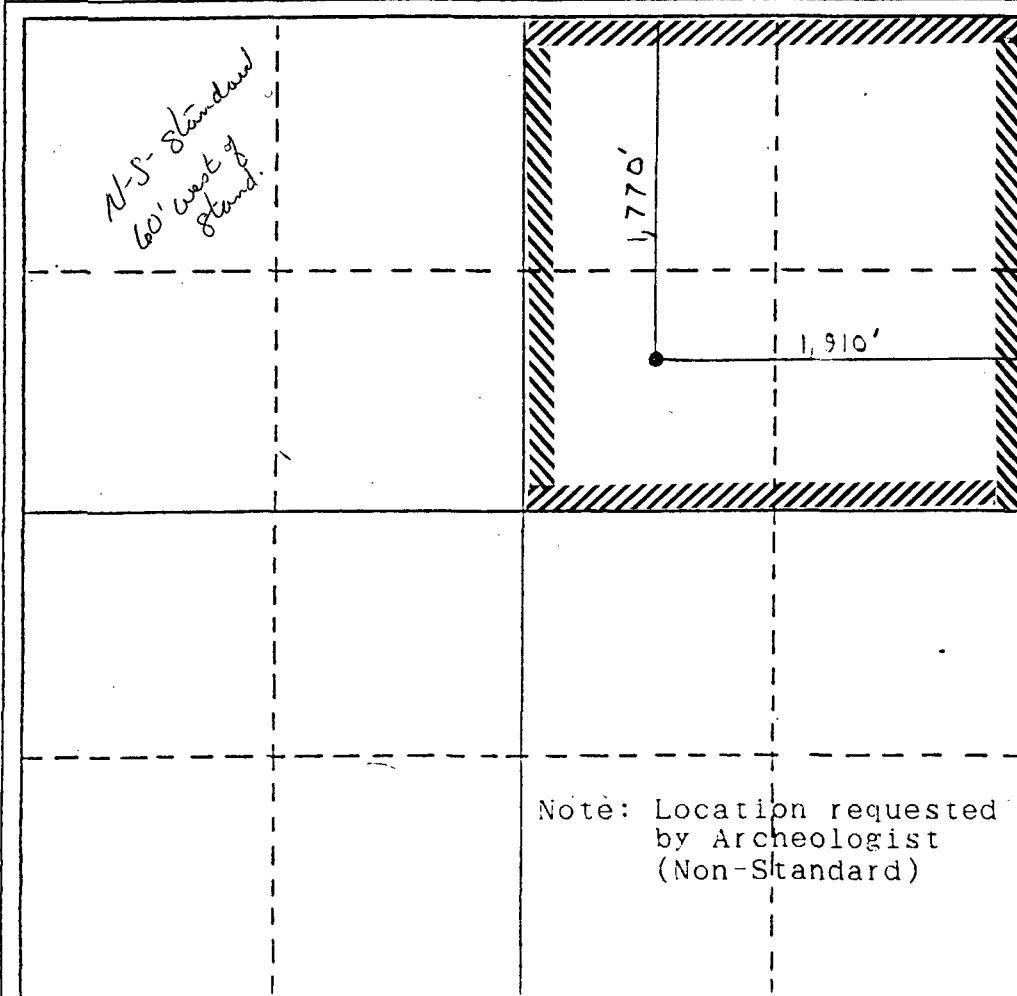 N-S- standard
60' west of
stand.
1,770'
1,910'
Note: Location requested
by Archeologist
(Non-Standard)